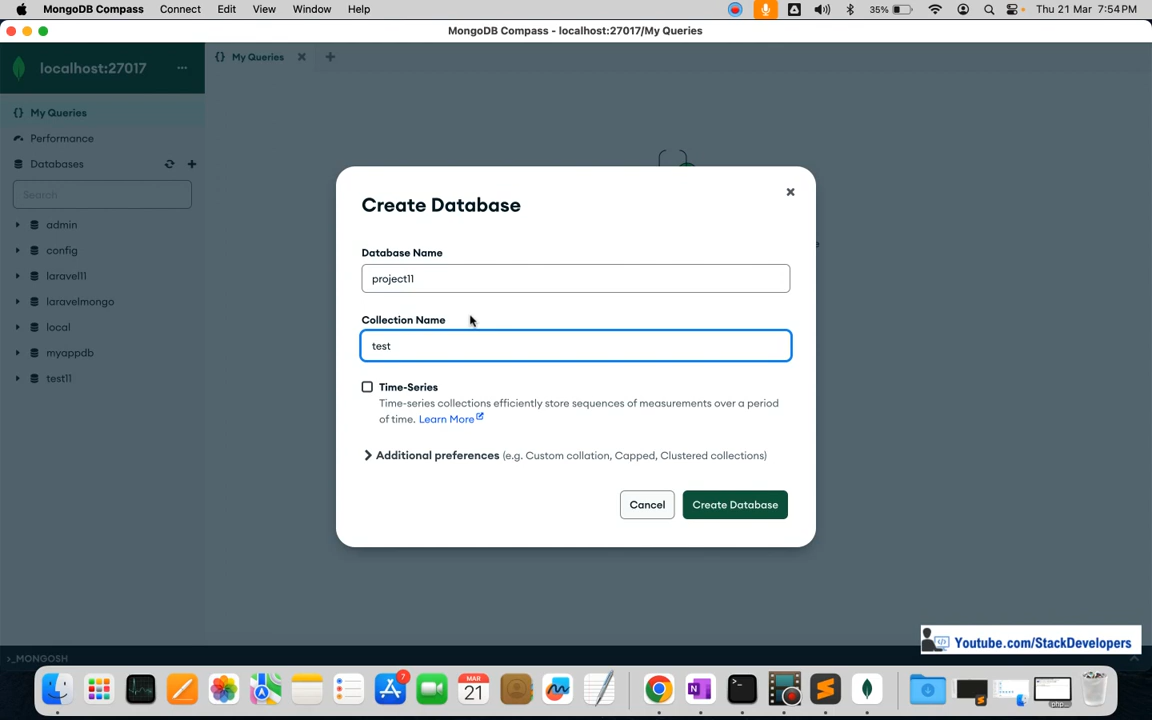 MongoDB Compass Connect Edit View Window Help 35% Thu 21 Mar 7:54 PM
MongoDB Compass - localhost:27017/My Queries
localhost:27017 ...
{} My Queries
{} My Queries
Performance
Databases
Search
admin
config
laravel11
laravelmongo
local
myappdb
test11
Create Database
Database Name
project11
Collection Name
test
Time-Series
Time-series collections efficiently store sequences of measurements over a period
of time. Learn More
Additional preferences (e.g. Custom collation, Capped, Clustered collections)
Cancel Create Database
Youtube.com/StackDevelopers
>_MONGOSH
7
MAR
21
php